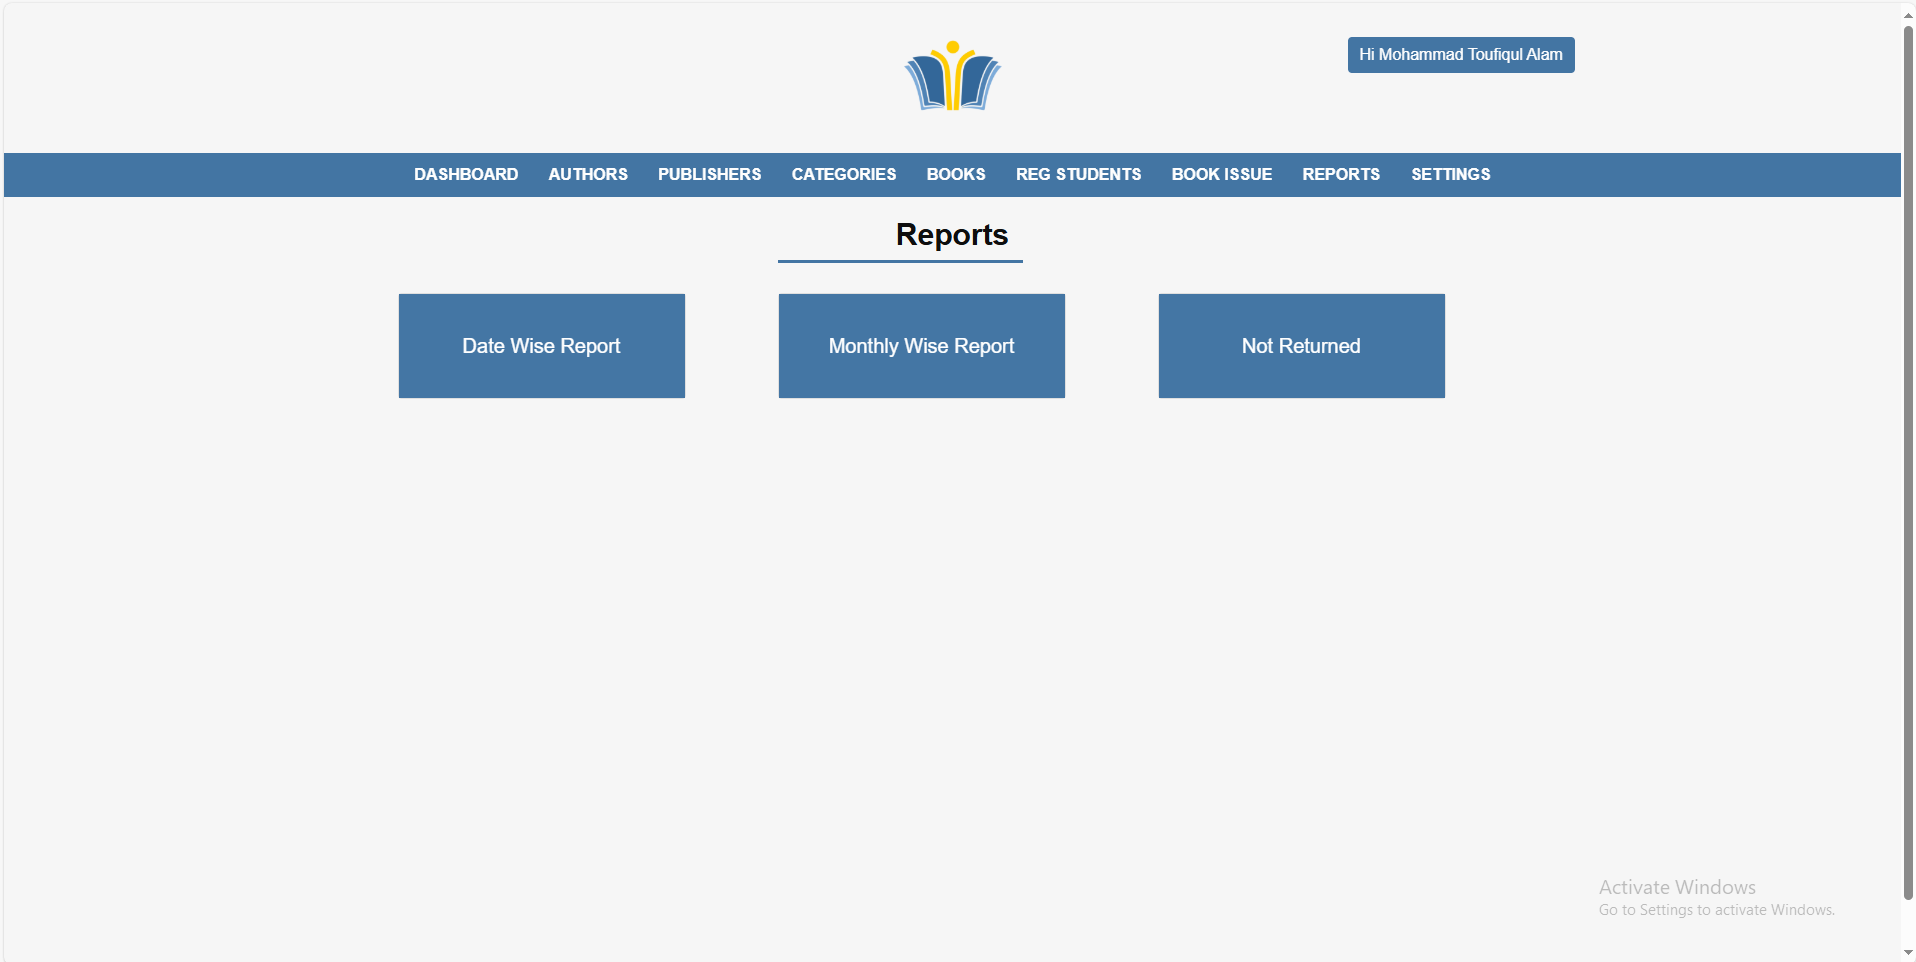 Hi Mohammad Toufiqul Alam
DASHBOARD AUTHORS PUBLISHERS CATEGORIES BOOKS REG STUDENTS BOOK ISSUE REPORTS SETTINGS
Reports
Date Wise Report Monthly Wise Report Not Returned
Activate Windows
Go to Settings to activate Windows.